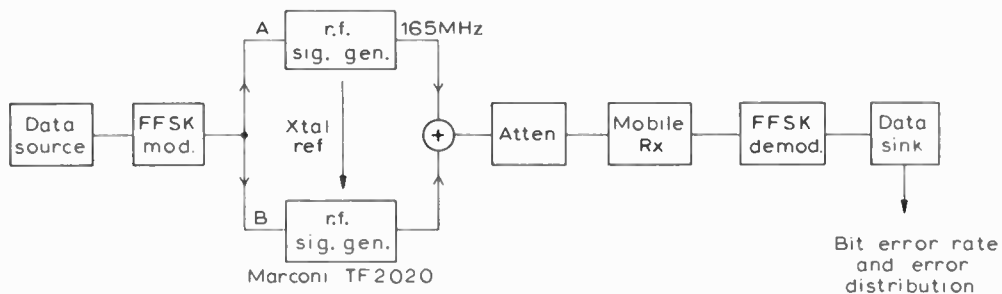 A
r.f.
sig. gen.
165MHz
Data
source
FFSK
mod.
Xtal
ref
+
Atten
Mobile
Rx
FFSK
demod.
Data
sink
B
r.f.
sig. gen.
Marconi TF2020
Bit error rate
and error
distribution